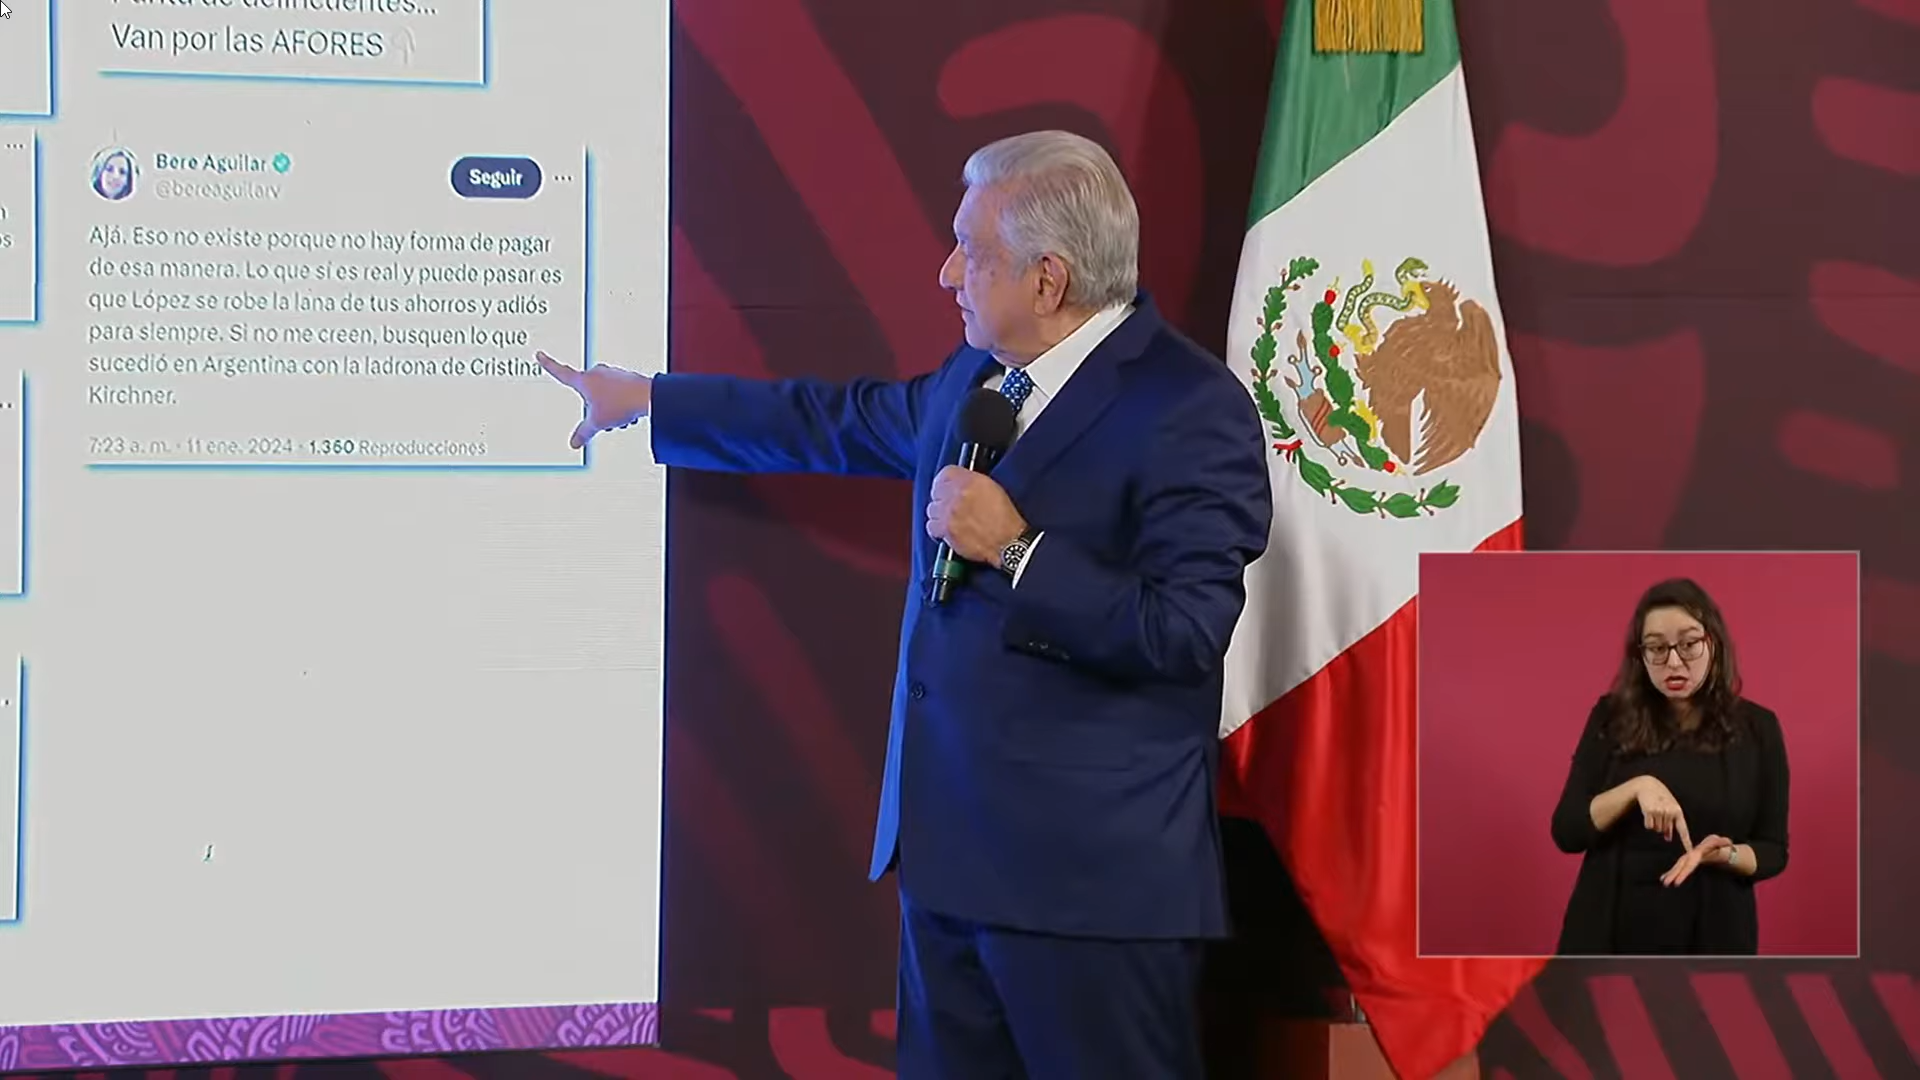 Van por las AFORES
Bere Aguilar
@bereaguilarv
Seguir
Ajá. Eso no existe porque no hay forma de pagar
de esa manera. Lo que sí es real y puede pasar es
que López se robe la lana de tus ahorros y adiós
para siempre. Si no me creen, busquen lo que
sucedió en Argentina con la ladrona de Cristina
Kirchner.
7:23 a. m. · 11 ene. 2024 · 1.360 Reproducciones